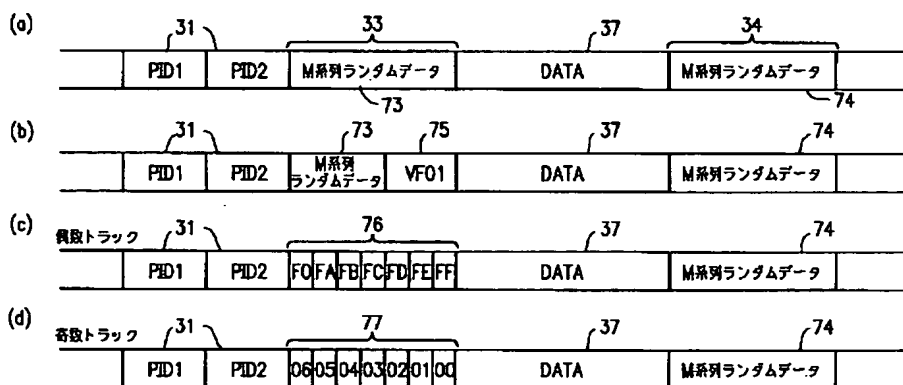 (a)
31 33 37 34
PID1 PID2 M系列ランダムデータ DATA M系列ランダムデータ
73 74
(b)
31 73 75 37 74
PID1 PID2 M系列ランダムデータ VFO1 DATA M系列ランダムデータ
(c)
偶数トラック 31 76 37 74
PID1 PID2 F0 FA FB FC FD FE FF DATA M系列ランダムデータ
(d)
奇数トラック 31 77 37 74
PID1 PID2 06 05 04 03 02 01 00 DATA M系列ランダムデータ